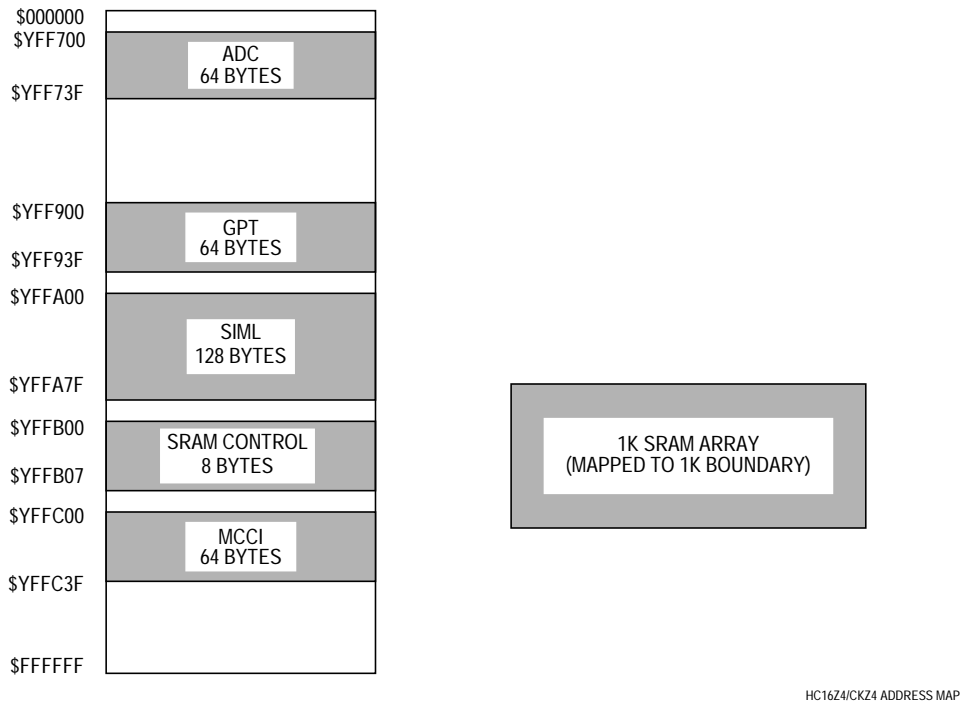 $000000
$YFF700
ADC
64 BYTES
$YFF73F
$YFF900
GPT
64 BYTES
$YFF93F
$YFFA00
SIML
128 BYTES
$YFFA7F
$YFFB00
SRAM CONTROL
8 BYTES
$YFFB07
$YFFC00
MCCI
64 BYTES
$YFFC3F
$FFFFFF
1K SRAM ARRAY
(MAPPED TO 1K BOUNDARY)
HC16Z4/CKZ4 ADDRESS MAP